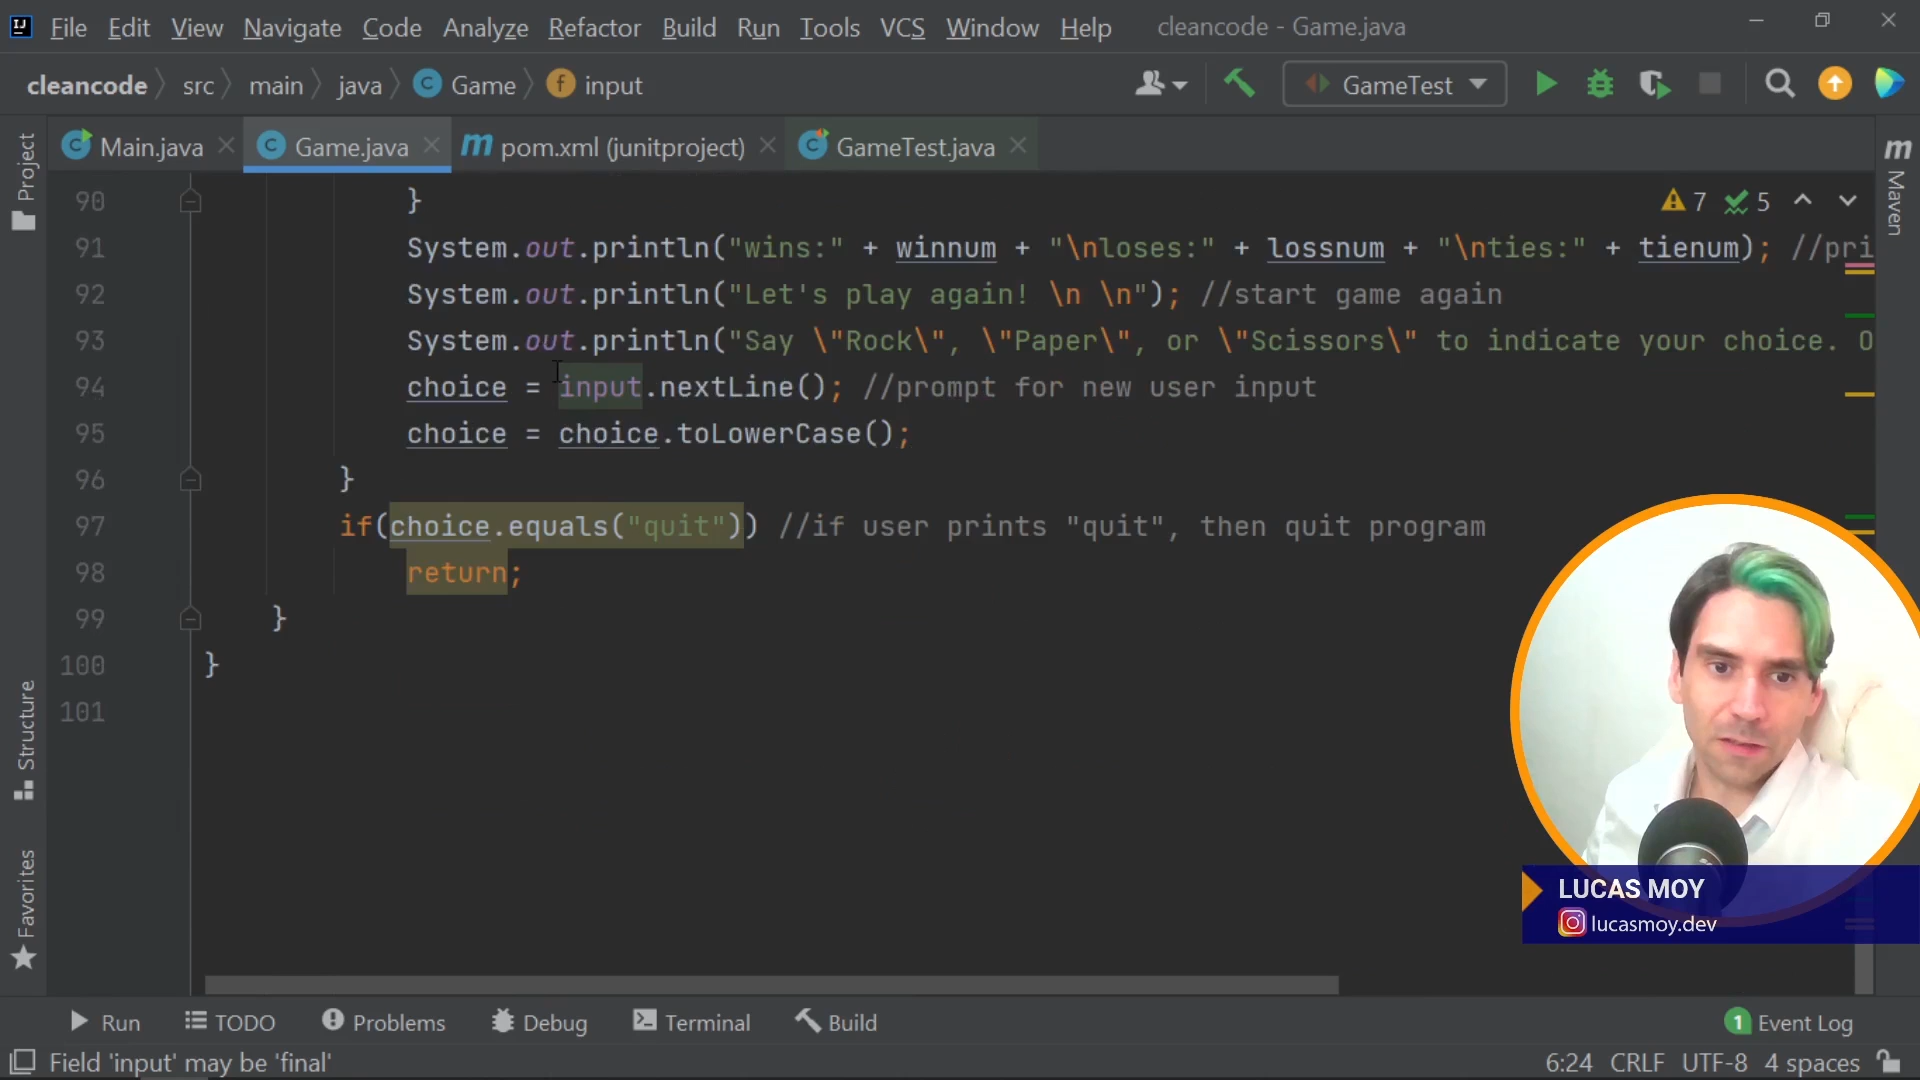 File Edit View Navigate Code Analyze Refactor Build Run Tools VCS Window Help cleancode - Game.java
cleancode src main java Game input GameTest
Main.java Game.java pom.xml (junitproject) GameTest.java
Project
Structure
Favorites
Maven
7 5
90 }
91 System.out.println("wins:" + winnum + "\nloses:" + lossnum + "\nties:" + tienum); //pri
92 System.out.println("Let's play again! \n \n"); //start game again
93 System.out.println("Say \"Rock\", \"Paper\", or \"Scissors\" to indicate your choice. O
94 choice = input.nextLine(); //prompt for new user input
95 choice = choice.toLowerCase();
96 }
97 if(choice.equals("quit")) //if user prints "quit", then quit program
98 return;
99 }
100 }
101
LUCAS MOY
lucasmoy.dev
Run TODO Problems Debug Terminal Build 1 Event Log
Field 'input' may be 'final' 6:24 CRLF UTF-8 4 spaces